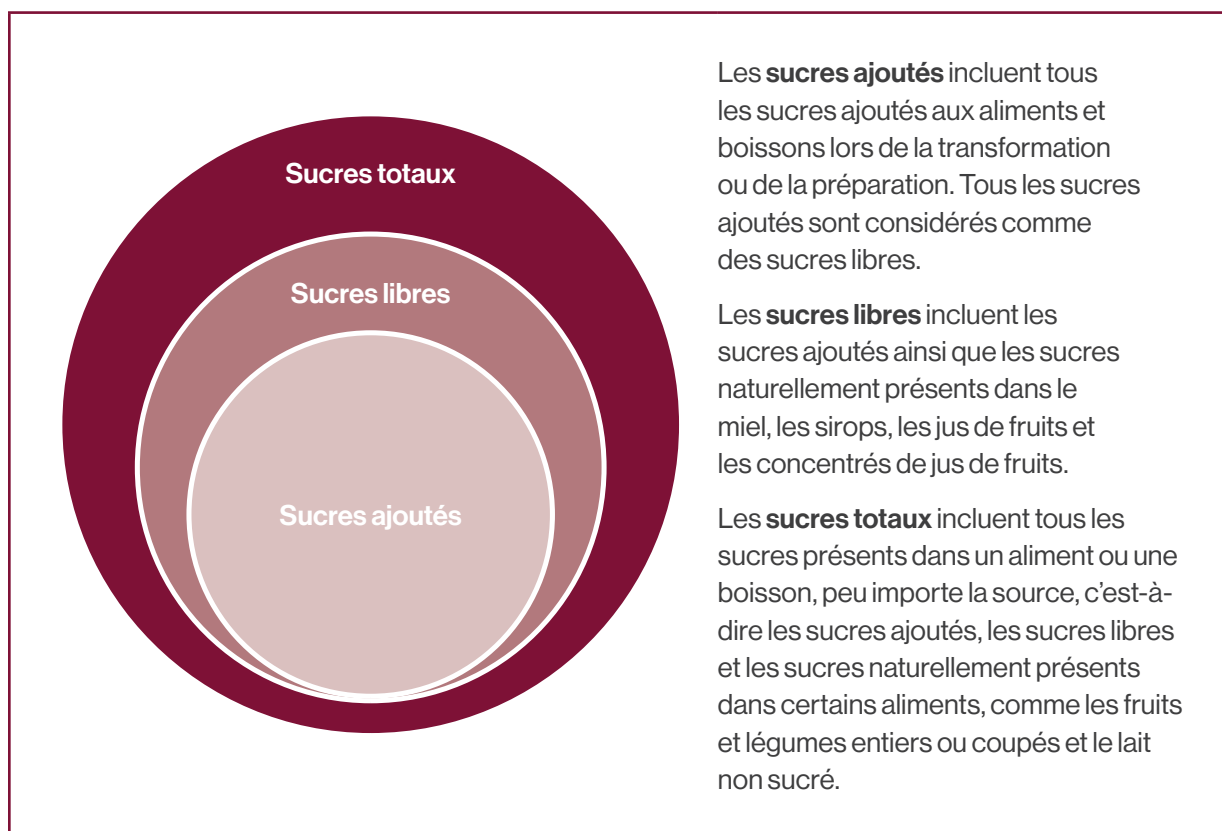 Sucres totaux
Sucres libres
Sucres ajoutés
Les sucres ajoutés incluent tous
les sucres ajoutés aux aliments et
boissons lors de la transformation
ou de la préparation. Tous les sucres
ajoutés sont considérés comme
des sucres libres.
Les sucres libres incluent les
sucres ajoutés ainsi que les sucres
naturellement présents dans le
miel, les sirops, les jus de fruits et
les concentrés de jus de fruits.
Les sucres totaux incluent tous les
sucres présents dans un aliment ou une
boisson, peu importe la source, c’est-à-
dire les sucres ajoutés, les sucres libres
et les sucres naturellement présents
dans certains aliments, comme les fruits
et légumes entiers ou coupés et le lait
non sucré.